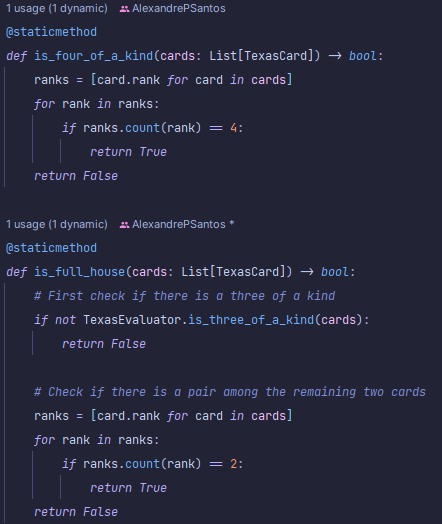 1 usage (1 dynamic) AlexandrePSantos
@staticmethod
def is_four_of_a_kind(cards: List[TexasCard]) -> bool:
    ranks = [card.rank for card in cards]
    for rank in ranks:
        if ranks.count(rank) == 4:
            return True
    return False
1 usage (1 dynamic) AlexandrePSantos *
@staticmethod
def is_full_house(cards: List[TexasCard]) -> bool:
    # First check if there is a three of a kind
    if not TexasEvaluator.is_three_of_a_kind(cards):
        return False
    # Check if there is a pair among the remaining two cards
    ranks = [card.rank for card in cards]
    for rank in ranks:
        if ranks.count(rank) == 2:
            return True
    return False